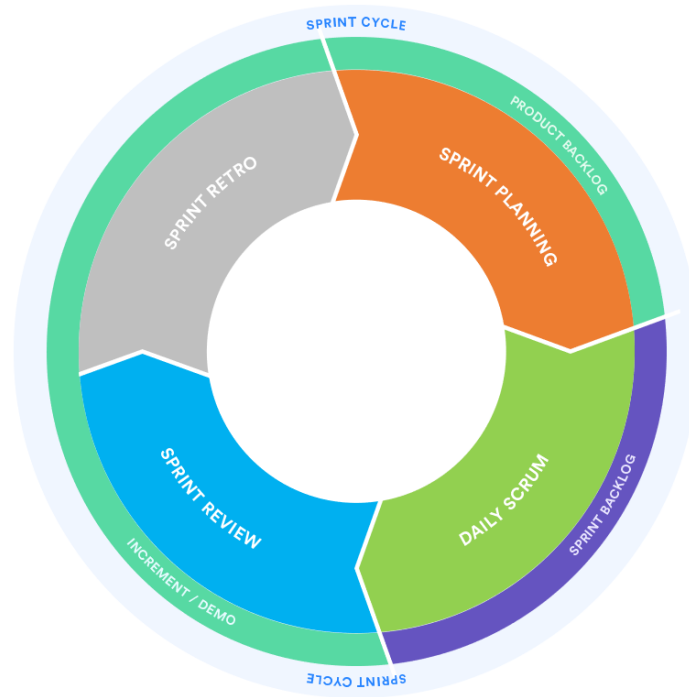 SPRINT CYCLE
PRODUCT BACKLOG
SPRINT PLANNING
SPRINT RETRO
DAILY SCRUM
SPRINT BACKLOG
SPRINT REVIEW
INCREMENT / DEMO
SPRINT CYCLE